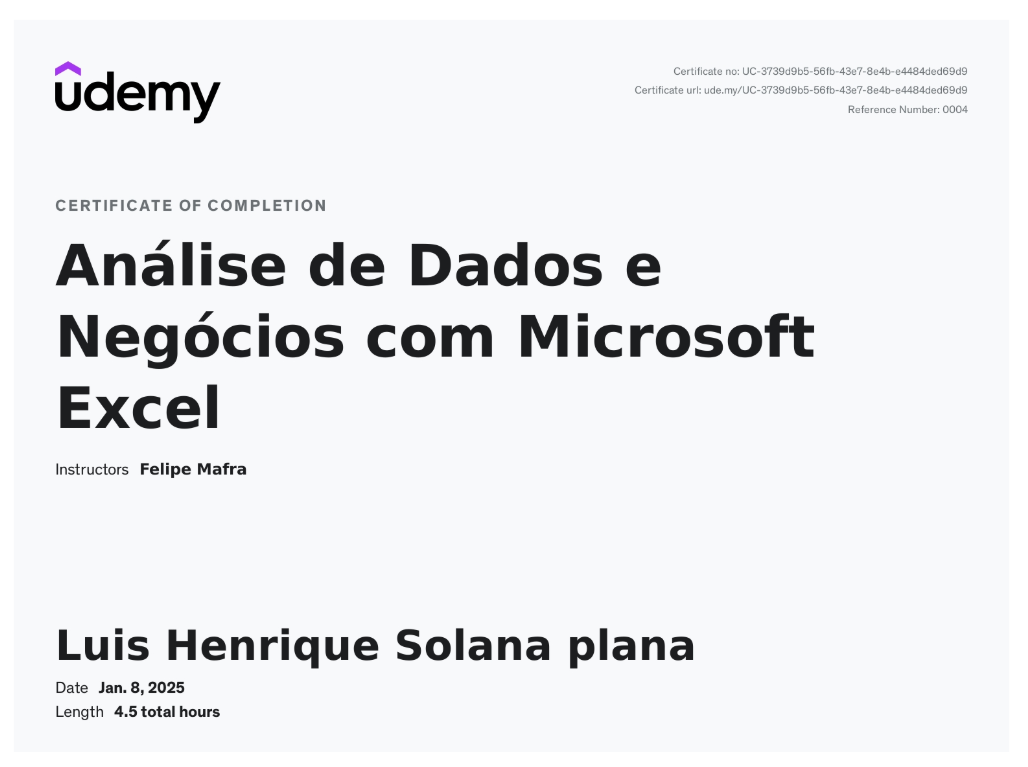 udemy
Certificate no: UC-3739d9b5-56fb-43e7-8e4b-e4484ded69d9
Certificate url: ude.my/UC-3739d9b5-56fb-43e7-8e4b-e4484ded69d9
Reference Number: 0004
CERTIFICATE OF COMPLETION
Análise de Dados e
Negócios com Microsoft
Excel
Instructors Felipe Mafra
Luis Henrique Solana plana
Date Jan. 8, 2025
Length 4.5 total hours